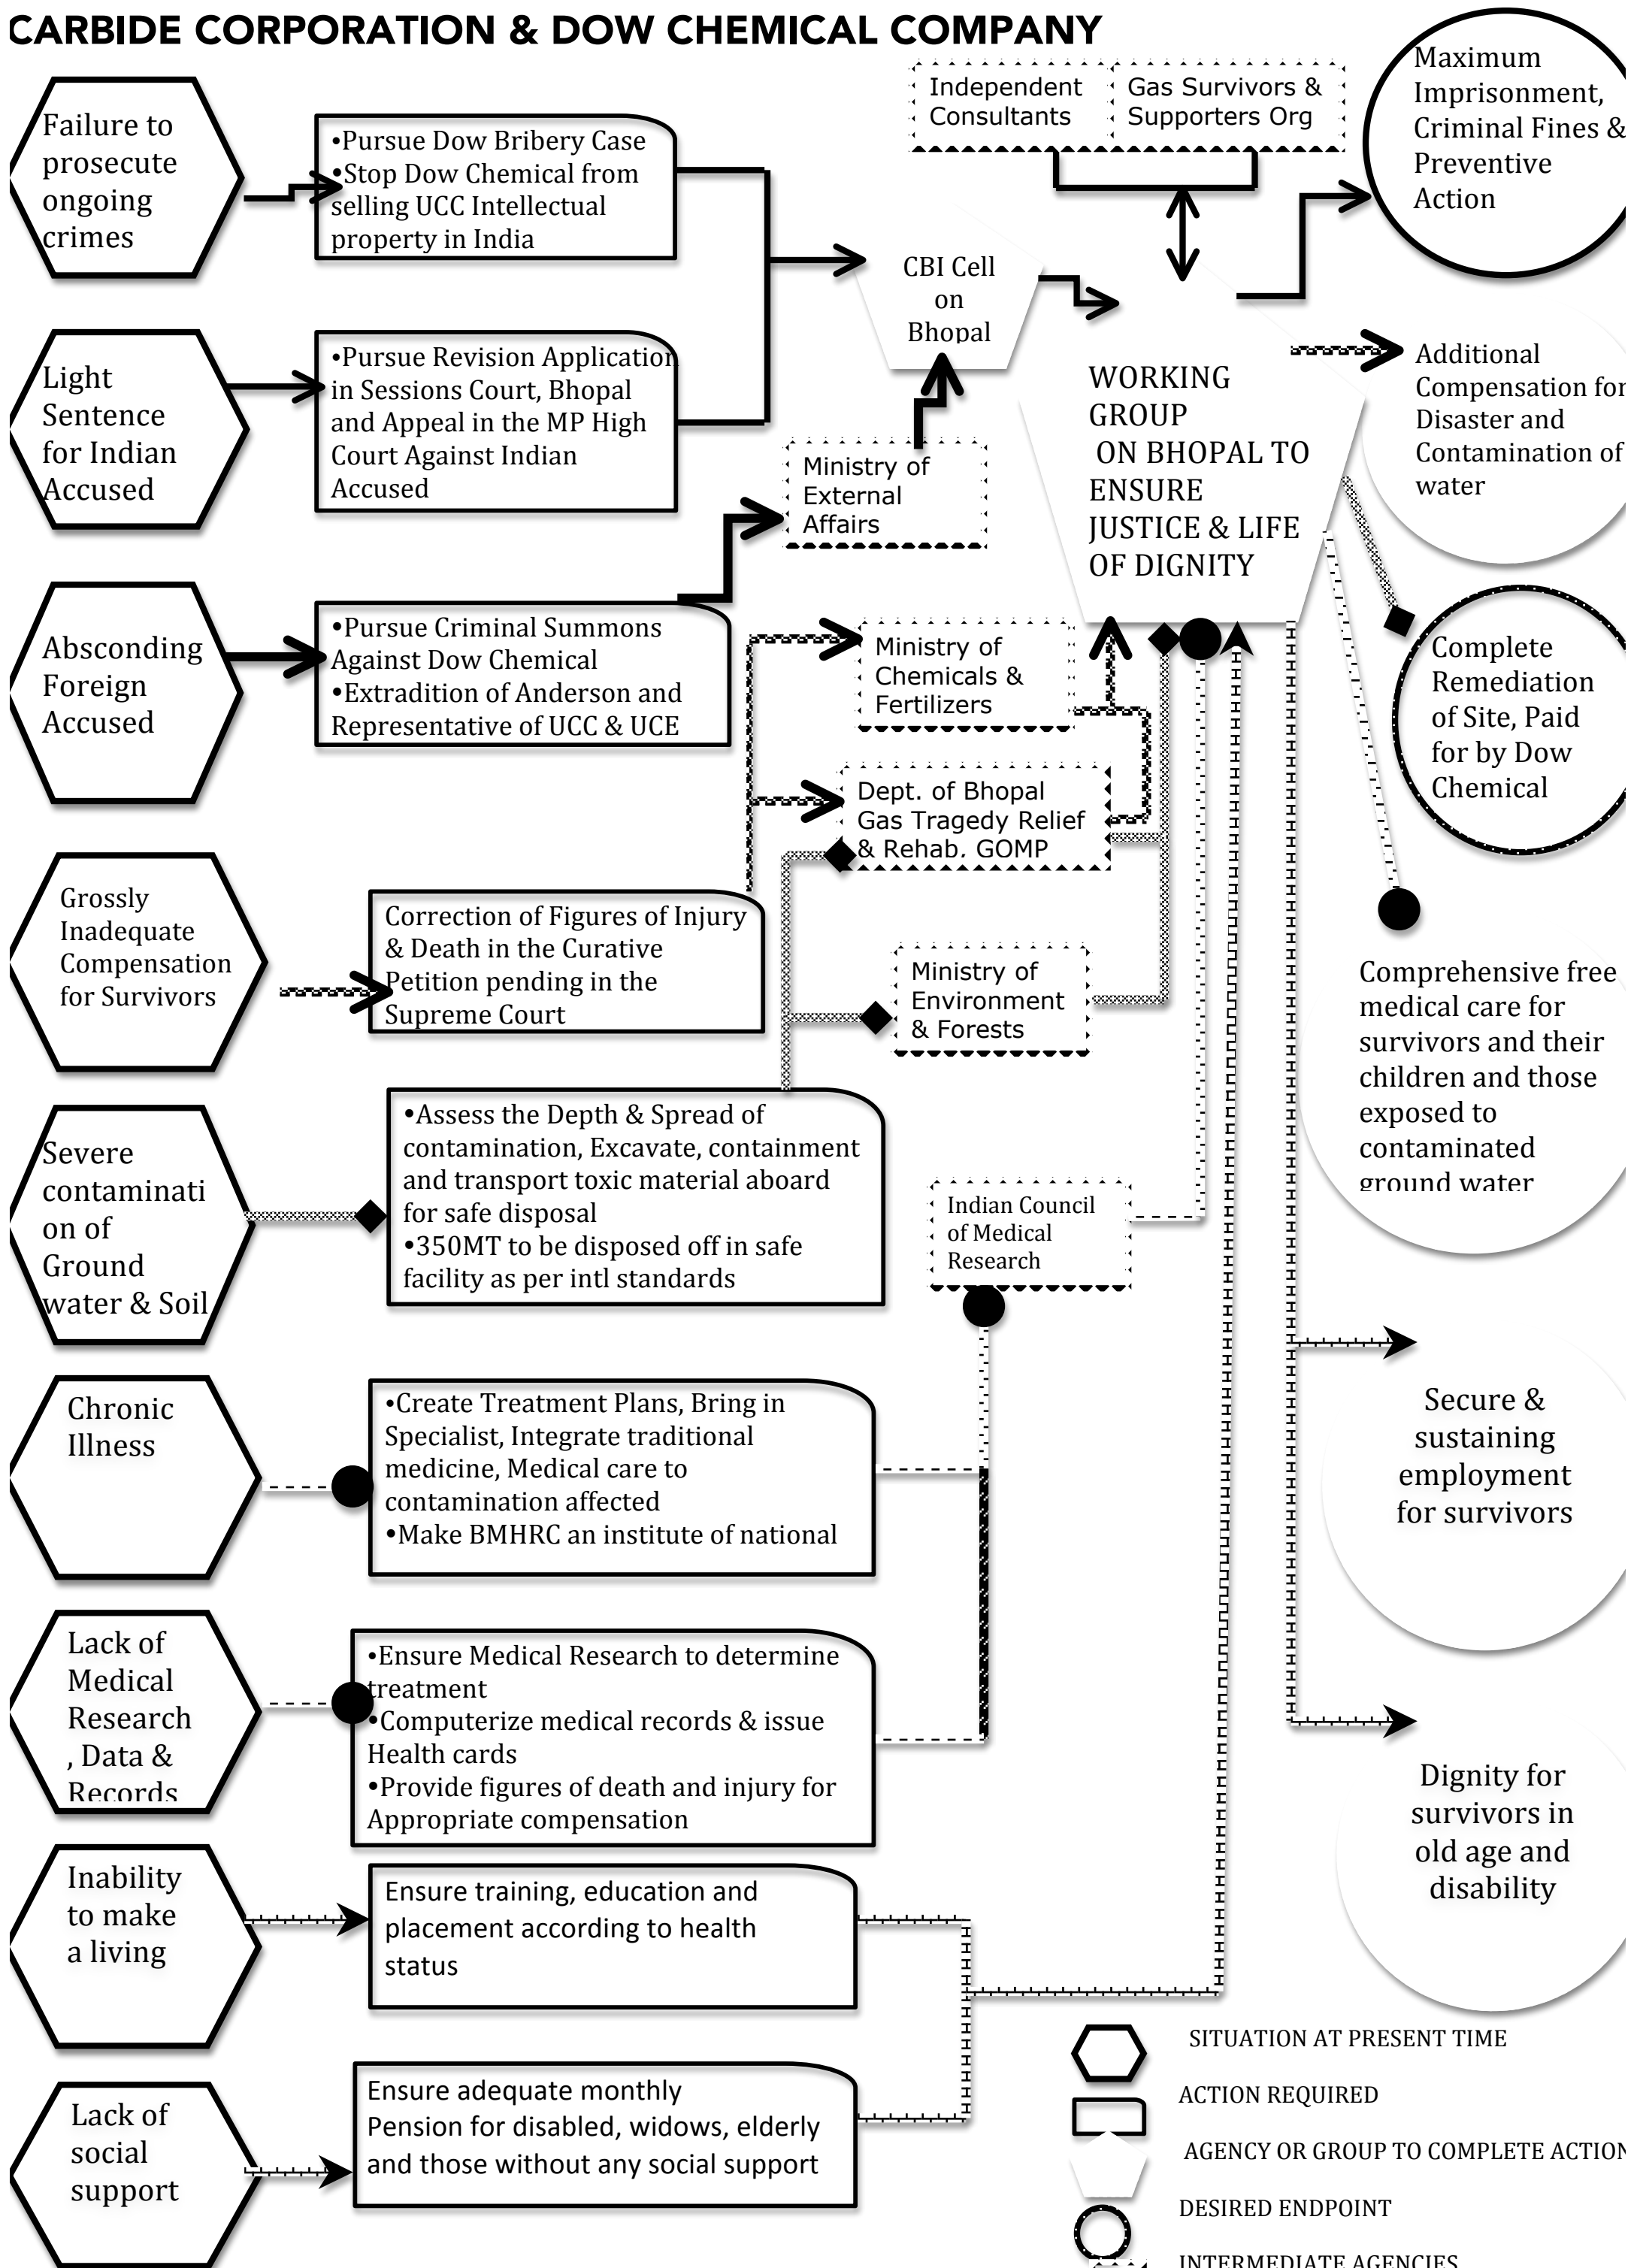 CARBIDE CORPORATION & DOW CHEMICAL COMPANY
Failure to
prosecute
ongoing
crimes
•Pursue Dow Bribery Case
•Stop Dow Chemical from
selling UCC Intellectual
property in India
Independent
Consultants
Gas Survivors &
Supporters Org
Maximum
Imprisonment,
Criminal Fines &
Preventive
Action
CBI Cell
on
Bhopal
Light
Sentence
for Indian
Accused
•Pursue Revision Application
in Sessions Court, Bhopal
and Appeal in the MP High
Court Against Indian
Accused
Ministry of
External
Affairs
WORKING
GROUP
ON BHOPAL TO
ENSURE
JUSTICE & LIFE
OF DIGNITY
Additional
Compensation for
Disaster and
Contamination of
water
Absconding
Foreign
Accused
•Pursue Criminal Summons
Against Dow Chemical
•Extradition of Anderson and
Representative of UCC & UCE
Ministry of
Chemicals &
Fertilizers
Complete
Remediation
of Site, Paid
for by Dow
Chemical
Dept. of Bhopal
Gas Tragedy Relief
& Rehab. GOMP
Grossly
Inadequate
Compensation
for Survivors
Correction of Figures of Injury
& Death in the Curative
Petition pending in the
Supreme Court
Ministry of
Environment
& Forests
Comprehensive free
medical care for
survivors and their
children and those
exposed to
contaminated
ground water
Severe
contaminati
on of
Ground
water & Soil
•Assess the Depth & Spread of
contamination, Excavate, containment
and transport toxic material aboard
for safe disposal
•350MT to be disposed off in safe
facility as per intl standards
Indian Council
of Medical
Research
Chronic
Illness
•Create Treatment Plans, Bring in
Specialist, Integrate traditional
medicine, Medical care to
contamination affected
•Make BMHRC an institute of national
Secure &
sustaining
employment
for survivors
Lack of
Medical
Research
, Data &
Records
•Ensure Medical Research to determine
treatment
•Computerize medical records & issue
Health cards
•Provide figures of death and injury for
Appropriate compensation
Dignity for
survivors in
old age and
disability
Inability
to make
a living
Ensure training, education and
placement according to health
status
Lack of
social
support
Ensure adequate monthly
Pension for disabled, widows, elderly
and those without any social support
SITUATION AT PRESENT TIME
ACTION REQUIRED
AGENCY OR GROUP TO COMPLETE ACTION
DESIRED ENDPOINT
INTERMEDIATE AGENCIES